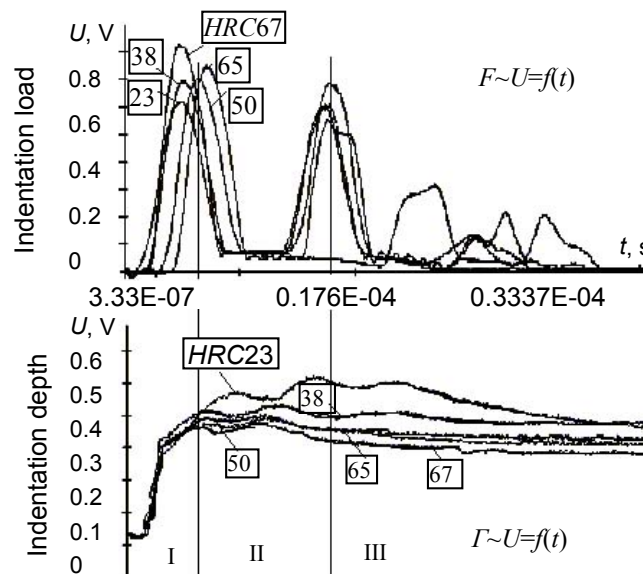 U, V
HRC67
38
65
23
50
0.8
0.6
0.4
0.2
0
Indentation load
F~U=f(t)
t, s
3.33E-07
0.176E-04
0.3337E-04
U, V
HRC23
38
50
65
67
0.6
0.5
0.4
0.3
0.2
0.1
0
Indentation depth
I
II
III
Γ~U=f(t)